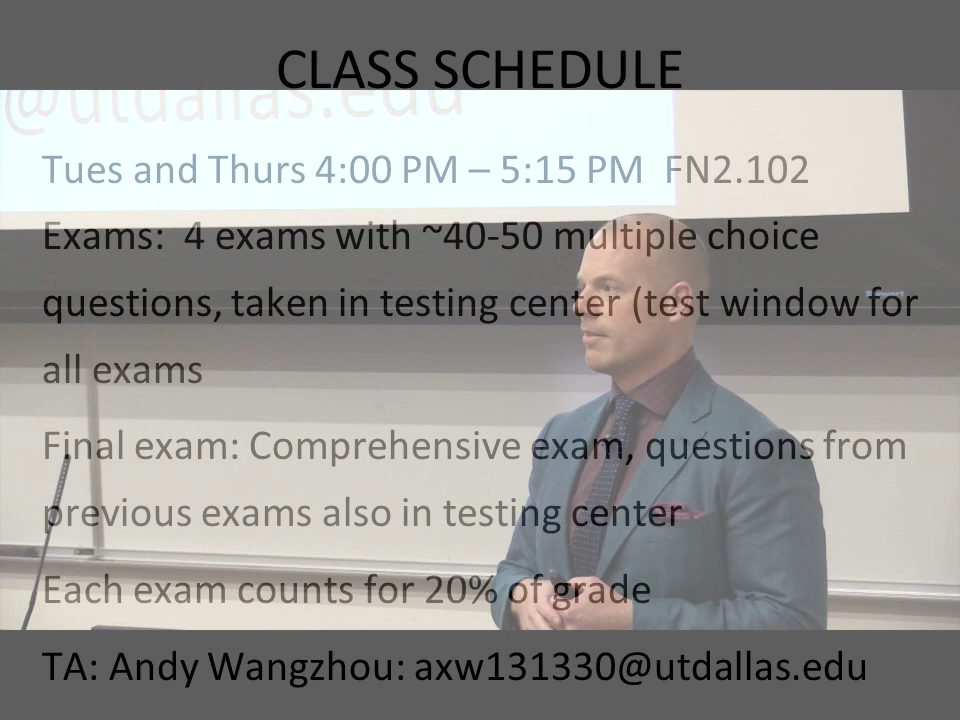 CLASS SCHEDULE
@utdallas.edu
Tues and Thurs 4:00 PM – 5:15 PM  FN2.102
Exams:  4 exams with ~40-50 multiple choice
questions, taken in testing center (test window for
all exams
Final exam: Comprehensive exam, questions from
previous exams also in testing center
Each exam counts for 20% of grade
TA: Andy Wangzhou: axw131330@utdallas.edu